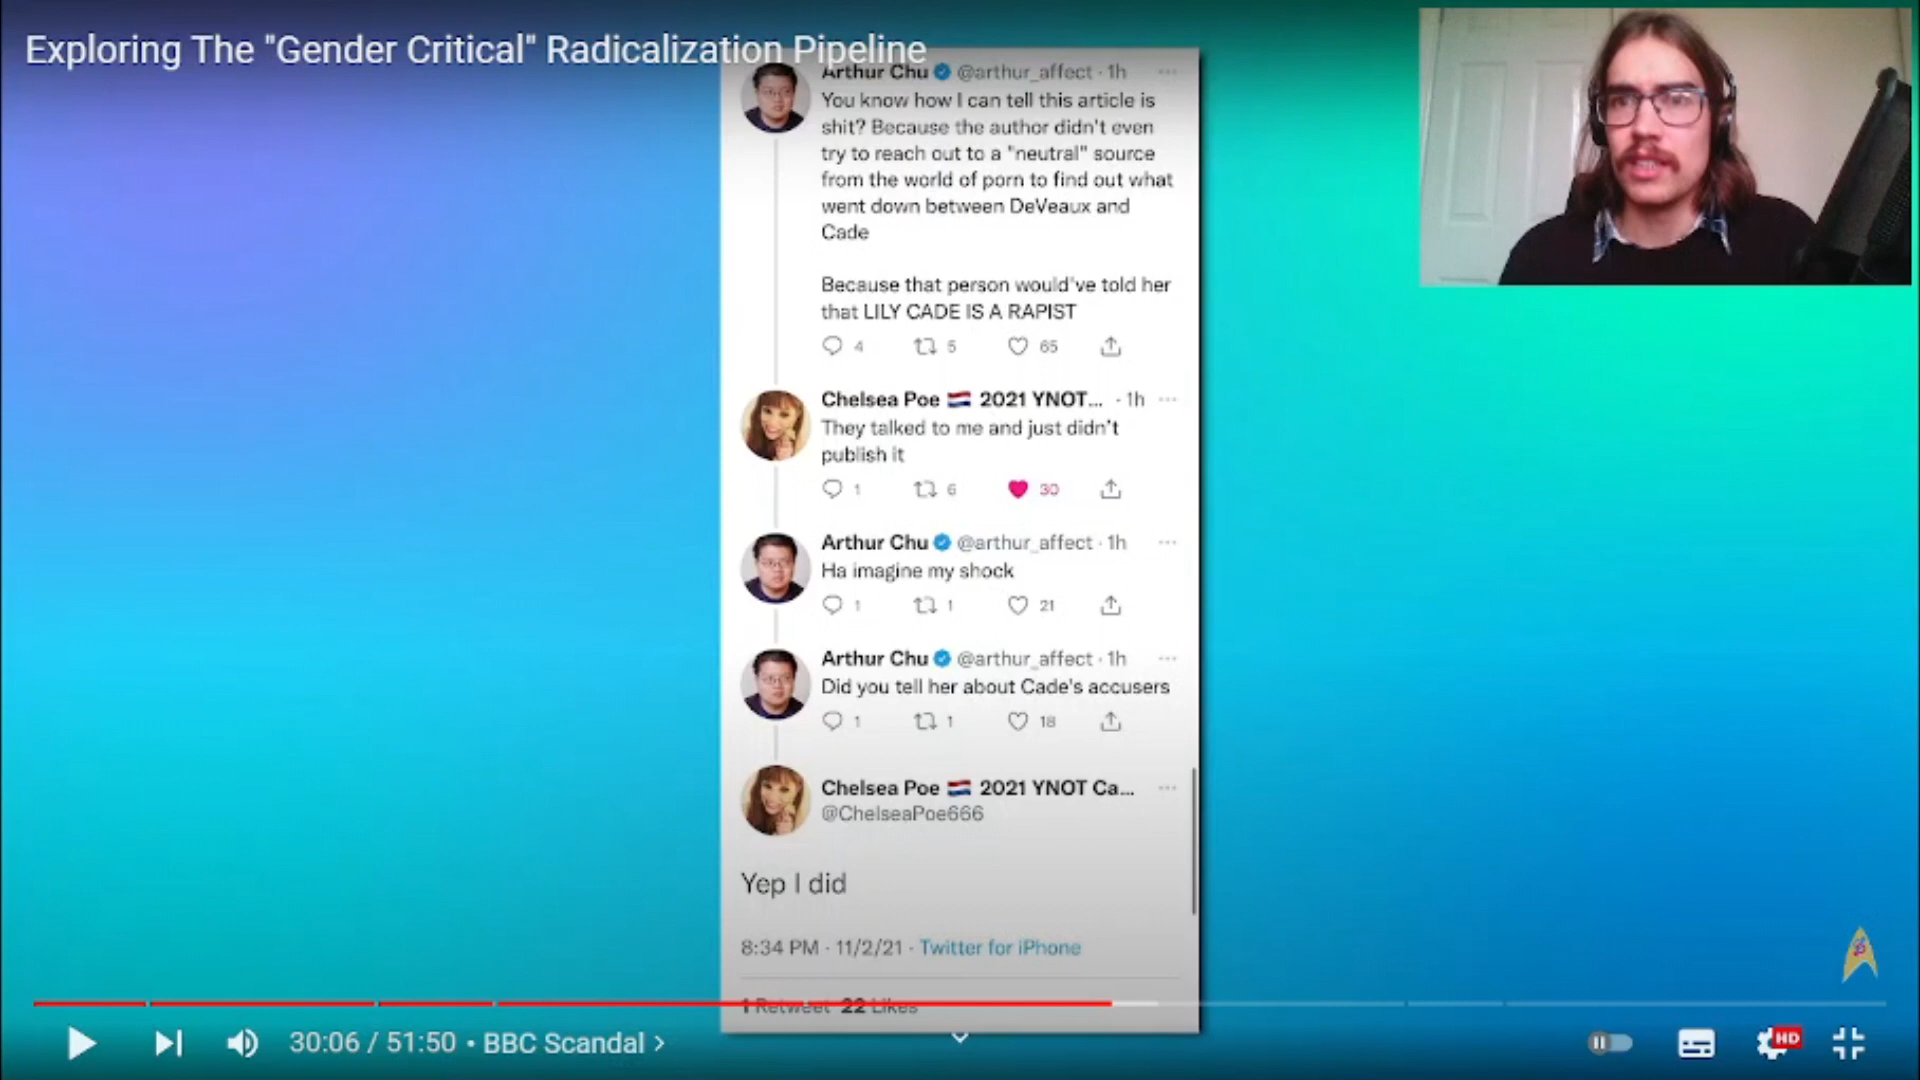 Exploring The "Gender Critical" Radicalization Pipeline
Arthur Chu @arthur_affect · 1h
You know how I can tell this article is
shit? Because the author didn't even
try to reach out to a "neutral" source
from the world of porn to find out what
went down between DeVeaux and
Cade
Because that person would've told her
that LILY CADE IS A RAPIST
4 5 65
Chelsea Poe 2021 YNOT... · 1h
They talked to me and just didn't
publish it
1 6 30
Arthur Chu @arthur_affect · 1h
Ha imagine my shock
1 1 21
Arthur Chu @arthur_affect · 1h
Did you tell her about Cade's accusers
1 1 18
Chelsea Poe 2021 YNOT Ca...
@ChelseaPoe666
Yep I did
8:34 PM · 11/2/21 · Twitter for iPhone
1 Retweet 22 Likes
30:06 / 51:50 • BBC Scandal >
HD